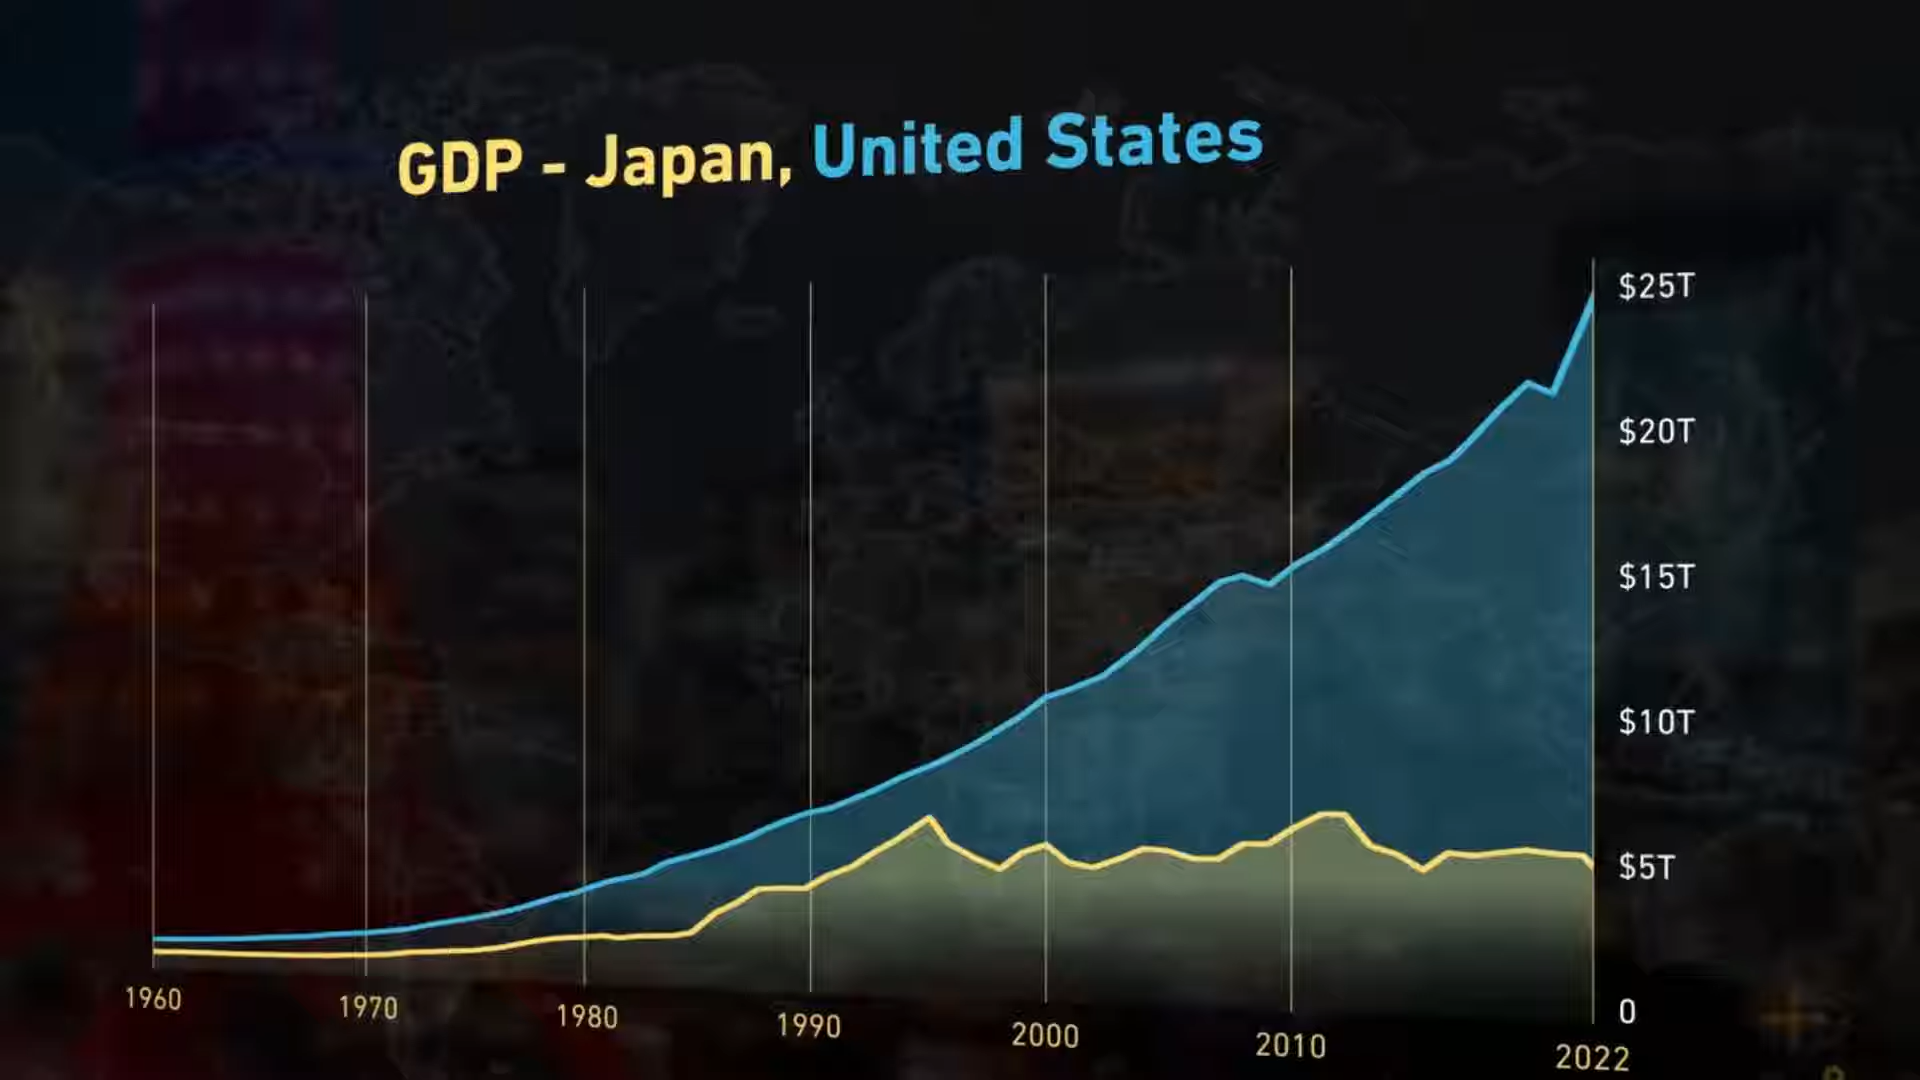 GDP - Japan, United States
$25T
$20T
$15T
$10T
$5T
0
1960 1970 1980 1990 2000 2010 2022